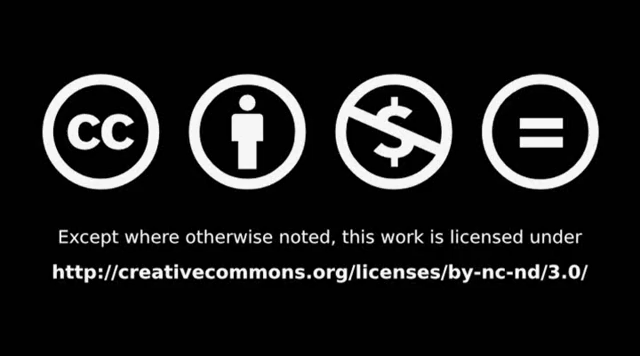 cc
$
=
Except where otherwise noted, this work is licensed under
http://creativecommons.org/licenses/by-nc-nd/3.0/